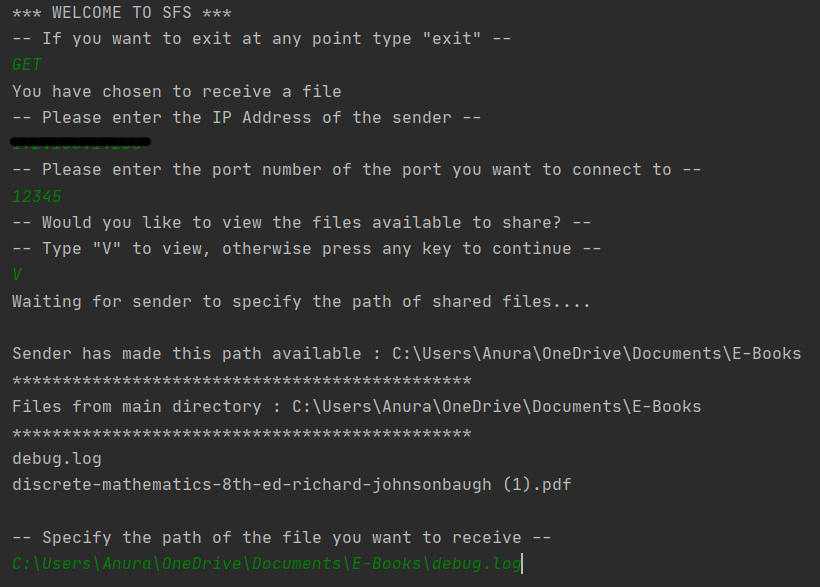 *** WELCOME TO SFS ***
-- If you want to exit at any point type "exit" --
GET
You have chosen to receive a file
-- Please enter the IP Address of the sender --
-- Please enter the port number of the port you want to connect to --
12345
-- Would you like to view the files available to share? --
-- Type "V" to view, otherwise press any key to continue --
V
Waiting for sender to specify the path of shared files....
Sender has made this path available : C:\Users\Anura\OneDrive\Documents\E-Books
**********************************************
Files from main directory : C:\Users\Anura\OneDrive\Documents\E-Books
**********************************************
debug.log
discrete-mathematics-8th-ed-richard-johnsonbaugh (1).pdf
-- Specify the path of the file you want to receive --
C:\Users\Anura\OneDrive\Documents\E-Books\debug.log